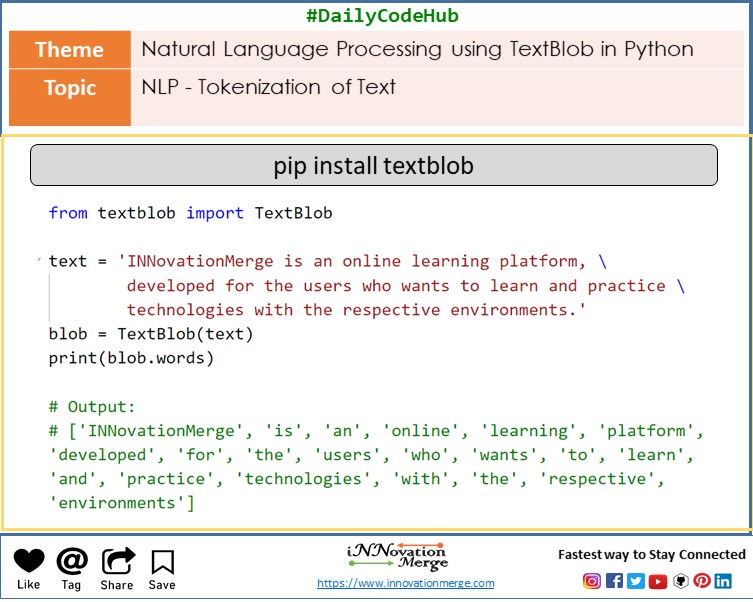 #DailyCodeHub
Theme Natural Language Processing using TextBlob in Python
Topic NLP - Tokenization of Text
pip install textblob
from textblob import TextBlob
text = 'INNovationMerge is an online learning platform, \
developed for the users who wants to learn and practice \
technologies with the respective environments.'
blob = TextBlob(text)
print(blob.words)
# Output:
# ['INNovationMerge', 'is', 'an', 'online', 'learning', 'platform',
'developed', 'for', 'the', 'users', 'who', 'wants', 'to', 'learn',
'and', 'practice', 'technologies', 'with', 'the', 'respective',
'environments']
Like Tag Share Save
iNNovation
Merge
https://www.innovationmerge.com
Fastest way to Stay Connected